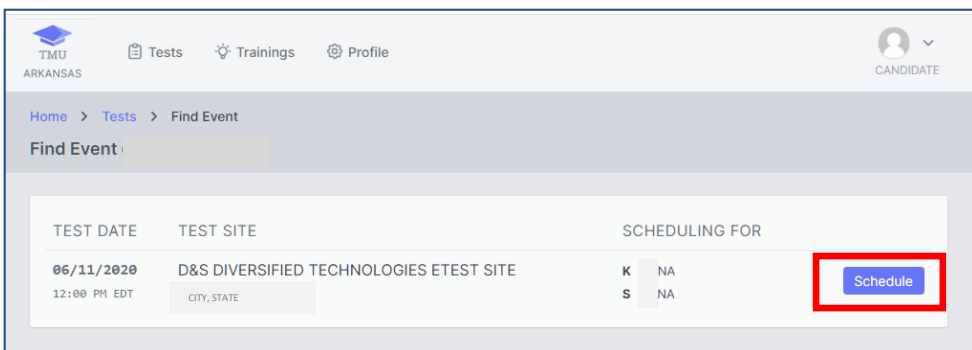 TMU
ARKANSAS
Tests Trainings Profile
CANDIDATE
Home > Tests > Find Event
Find Event
TEST DATE TEST SITE SCHEDULING FOR
06/11/2020 D&S DIVERSIFIED TECHNOLOGIES ETEST SITE K NA
12:00 PM EDT CITY, STATE S NA
Schedule